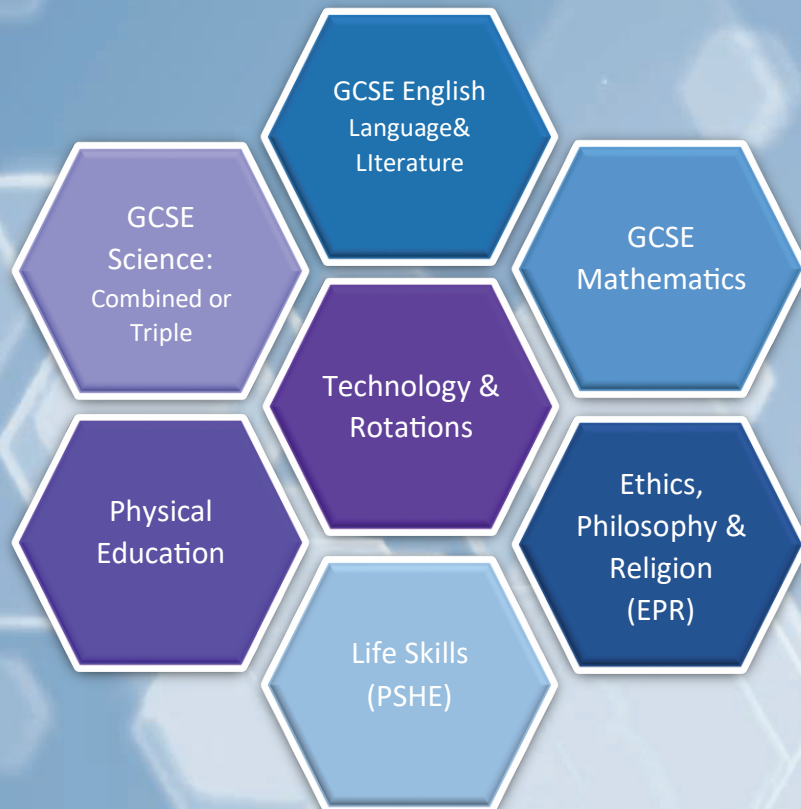 GCSE English
Language&
LIterature
GCSE
Science:
Combined or
Triple
GCSE
Mathematics
Technology &
Rotations
Physical
Education
Ethics,
Philosophy &
Religion
(EPR)
Life Skills
(PSHE)